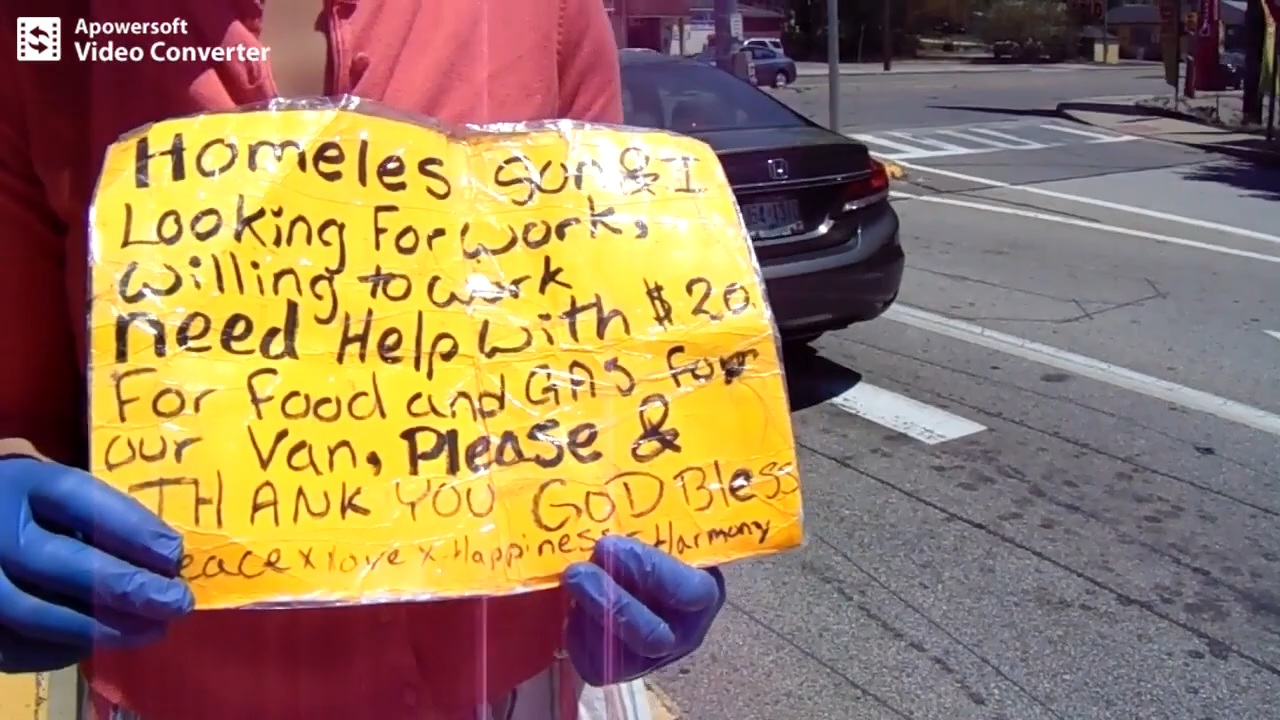 Apowersoft
Video Converter
Homeles son & I
Looking For work,
willing to work
need Help with $20
For food and GAS for
our Van, Please &
THANK YOU GOD Bless
eace x love x Happiness - Harmony